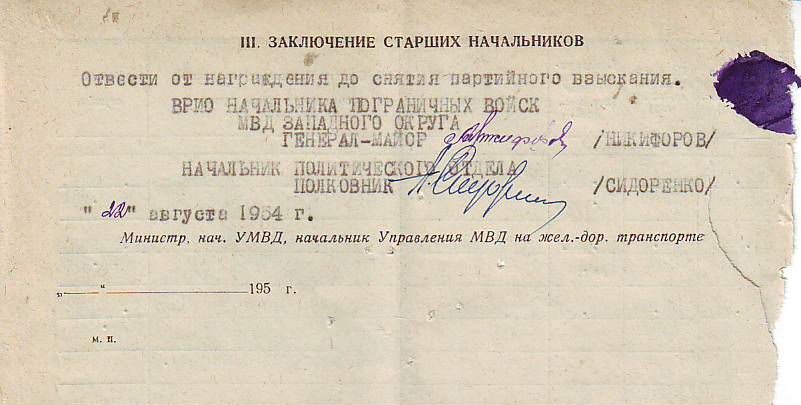 III. ЗАКЛЮЧЕНИЕ СТАРШИХ НАЧАЛЬНИКОВ
Отвести от награждения до снятия партийного взыскания.
ВРИО НАЧАЛЬНИКА ПОГРАНИЧНЫХ ВОЙСК
МВД ЗАПАДНОГО ОКРУГА
ГЕНЕРАЛ-МАЙОР /НИКИФОРОВ/
НАЧАЛЬНИК ПОЛИТИЧЕСКОГО ОТДЕЛА
ПОЛКОВНИК /СИДОРЕНКО/
"22" августа 1954 г.
Министр, нач. УМВД, начальник Управления МВД на жел.-дор. транспорте
„ “ 195 г.
м. п.